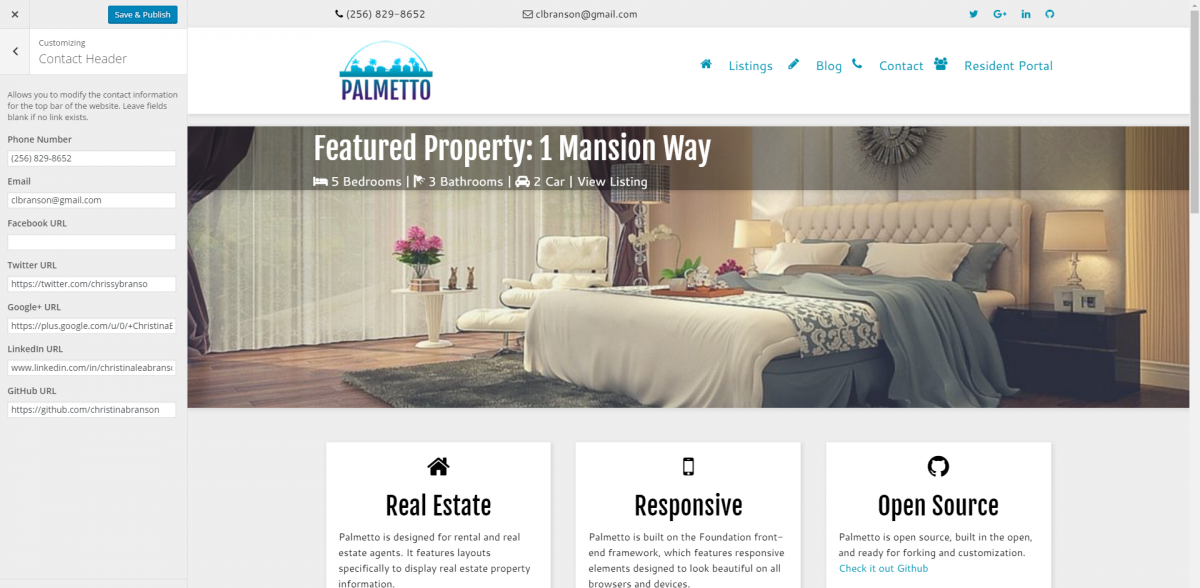 Save & Publish
Customizing
Contact Header
Allows you to modify the contact information
for the top bar of the website. Leave fields
blank if no link exists.
Phone Number
(256) 829-8652
Email
clbranson@gmail.com
Facebook URL
Twitter URL
https://twitter.com/chrissybranso
Google+ URL
https://plus.google.com/u/0/+ChristinaB
LinkedIn URL
www.linkedin.com/in/christinaleabranso
GitHub URL
https://github.com/christinabranson
(256) 829-8652 clbranson@gmail.com
PALMETTO
Listings Blog Contact Resident Portal
Featured Property: 1 Mansion Way
5 Bedrooms | 3 Bathrooms | 2 Car | View Listing
Real Estate
Palmetto is designed for rental and real
estate agents. It features layouts
specifically to display real estate property
information.
Responsive
Palmetto is built on the Foundation front-
end framework, which features responsive
elements designed to look beautiful on all
browsers and devices.
Open Source
Palmetto is open source, built in the open,
and ready for forking and customization.
Check it out Github